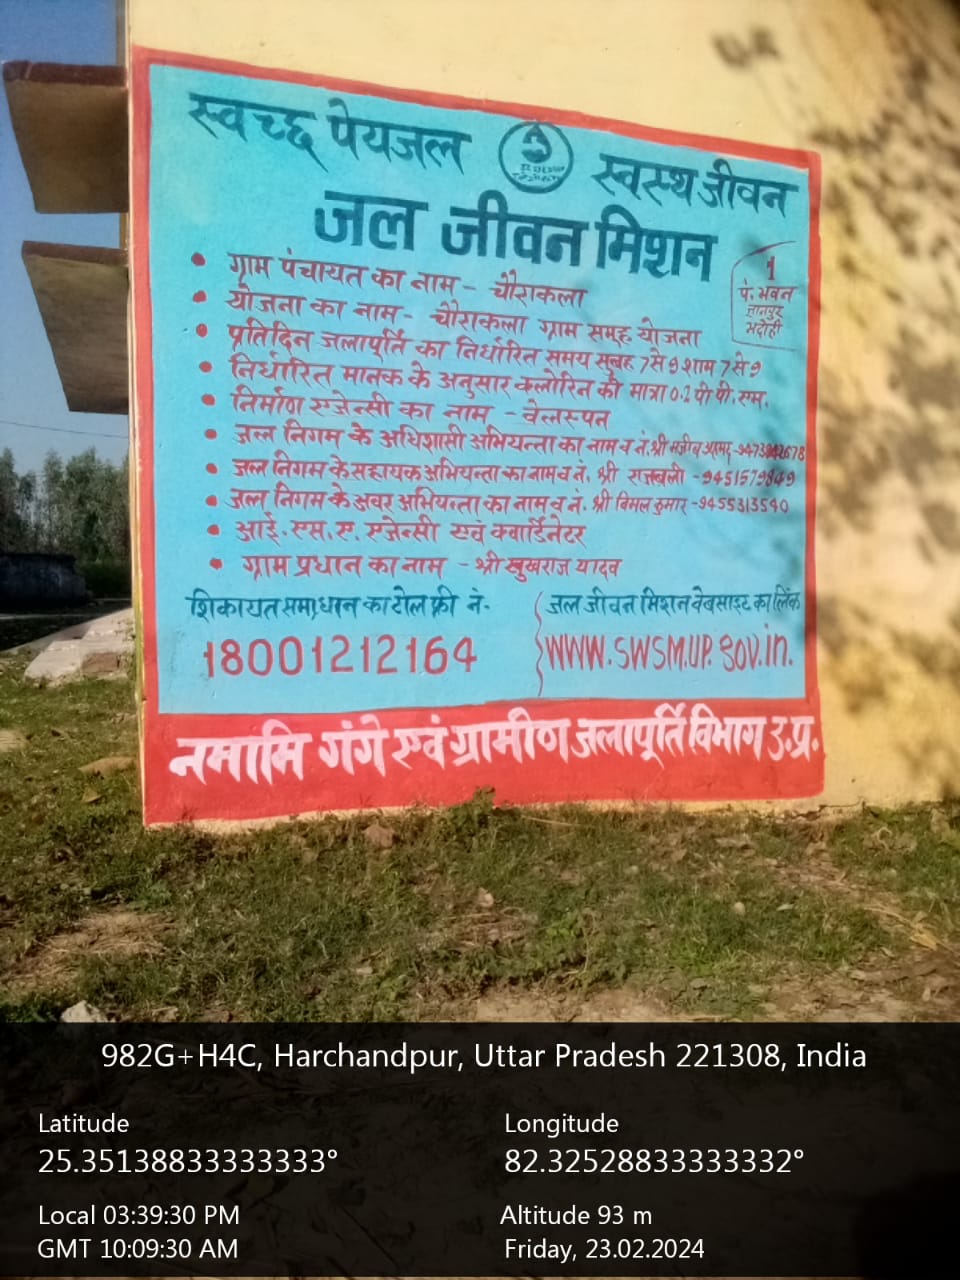 स्वच्छ पेयजल
स्वस्थ जीवन
जल जीवन मिशन
1
पं. भवन
ज्ञानपुर
भदोही
• ग्राम पंचायत का नाम - चौराकला
• योजना का नाम - चौराकला ग्राम समूह योजना
• प्रतिदिन जलापूर्ति का निर्धारित समय सुबह 7 से 9 शाम 7 से 9
• निर्धारित मानक के अनुसार क्लोरिन की मात्रा 0.2 पी पी. एम.
• निर्माण एजेन्सी का नाम - वेलस्पन
• जल निगम के अधिशासी अभियन्ता का नाम व नं. श्री
• जल निगम के सहायक अभियन्ता का नाम व नं. श्री राजबली - 9451579849
• जल निगम के अवर अभियन्ता का नाम व नं. श्री विमल कुमार - 9455313540
• आई. एस. ए. एजेन्सी एवं क्वार्डिनेटर
• ग्राम प्रधान का नाम - श्री सुखराज यादव
शिकायत समाधान का टोल फ्री नं.
18001212164
जल जीवन मिशन वेबसाइट का लिंक
WWW.SWSM.UP.gov.in.
नमामि गंगे एवं ग्रामीण जलापूर्ति विभाग उ.प्र.
982G+H4C, Harchandpur, Uttar Pradesh 221308, India
Latitude
25.35138833333333°
Longitude
82.32528833333332°
Local 03:39:30 PM
GMT 10:09:30 AM
Altitude 93 m
Friday, 23.02.2024